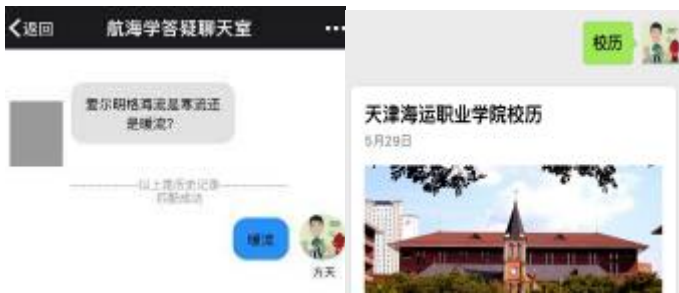 返回 航海学答疑聊天室
爱尔明格海流是寒流还
是暖流?
以上是历史记录
匹配成功
暖流
方天
校历
天津海运职业学院校历
5月29日